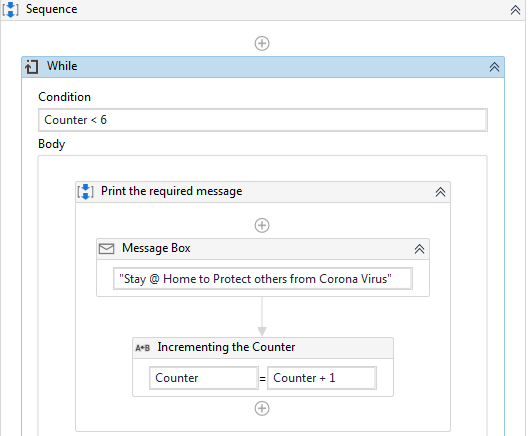 Sequence
While
Condition
Counter < 6
Body
Print the required message
Message Box
"Stay @ Home to Protect others from Corona Virus"
A+B Incrementing the Counter
Counter = Counter + 1